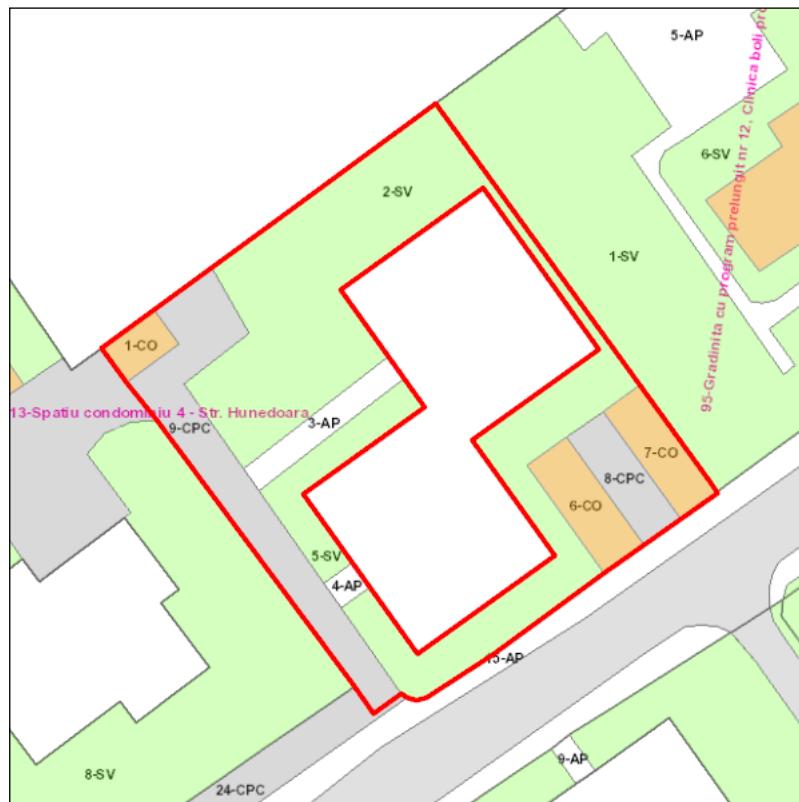 5-AP
6-SV
2-SV
1-SV
95-Gradinita cu program prelungit nr 12, Clinica boli pro
1-CO
13-Spatiu condominiu 4 - Str. Hunedoara
9-CPC
3-AP
7-CO
8-CPC
6-CO
5-SV
4-AP
15-AP
9-AP
8-SV
24-CPC